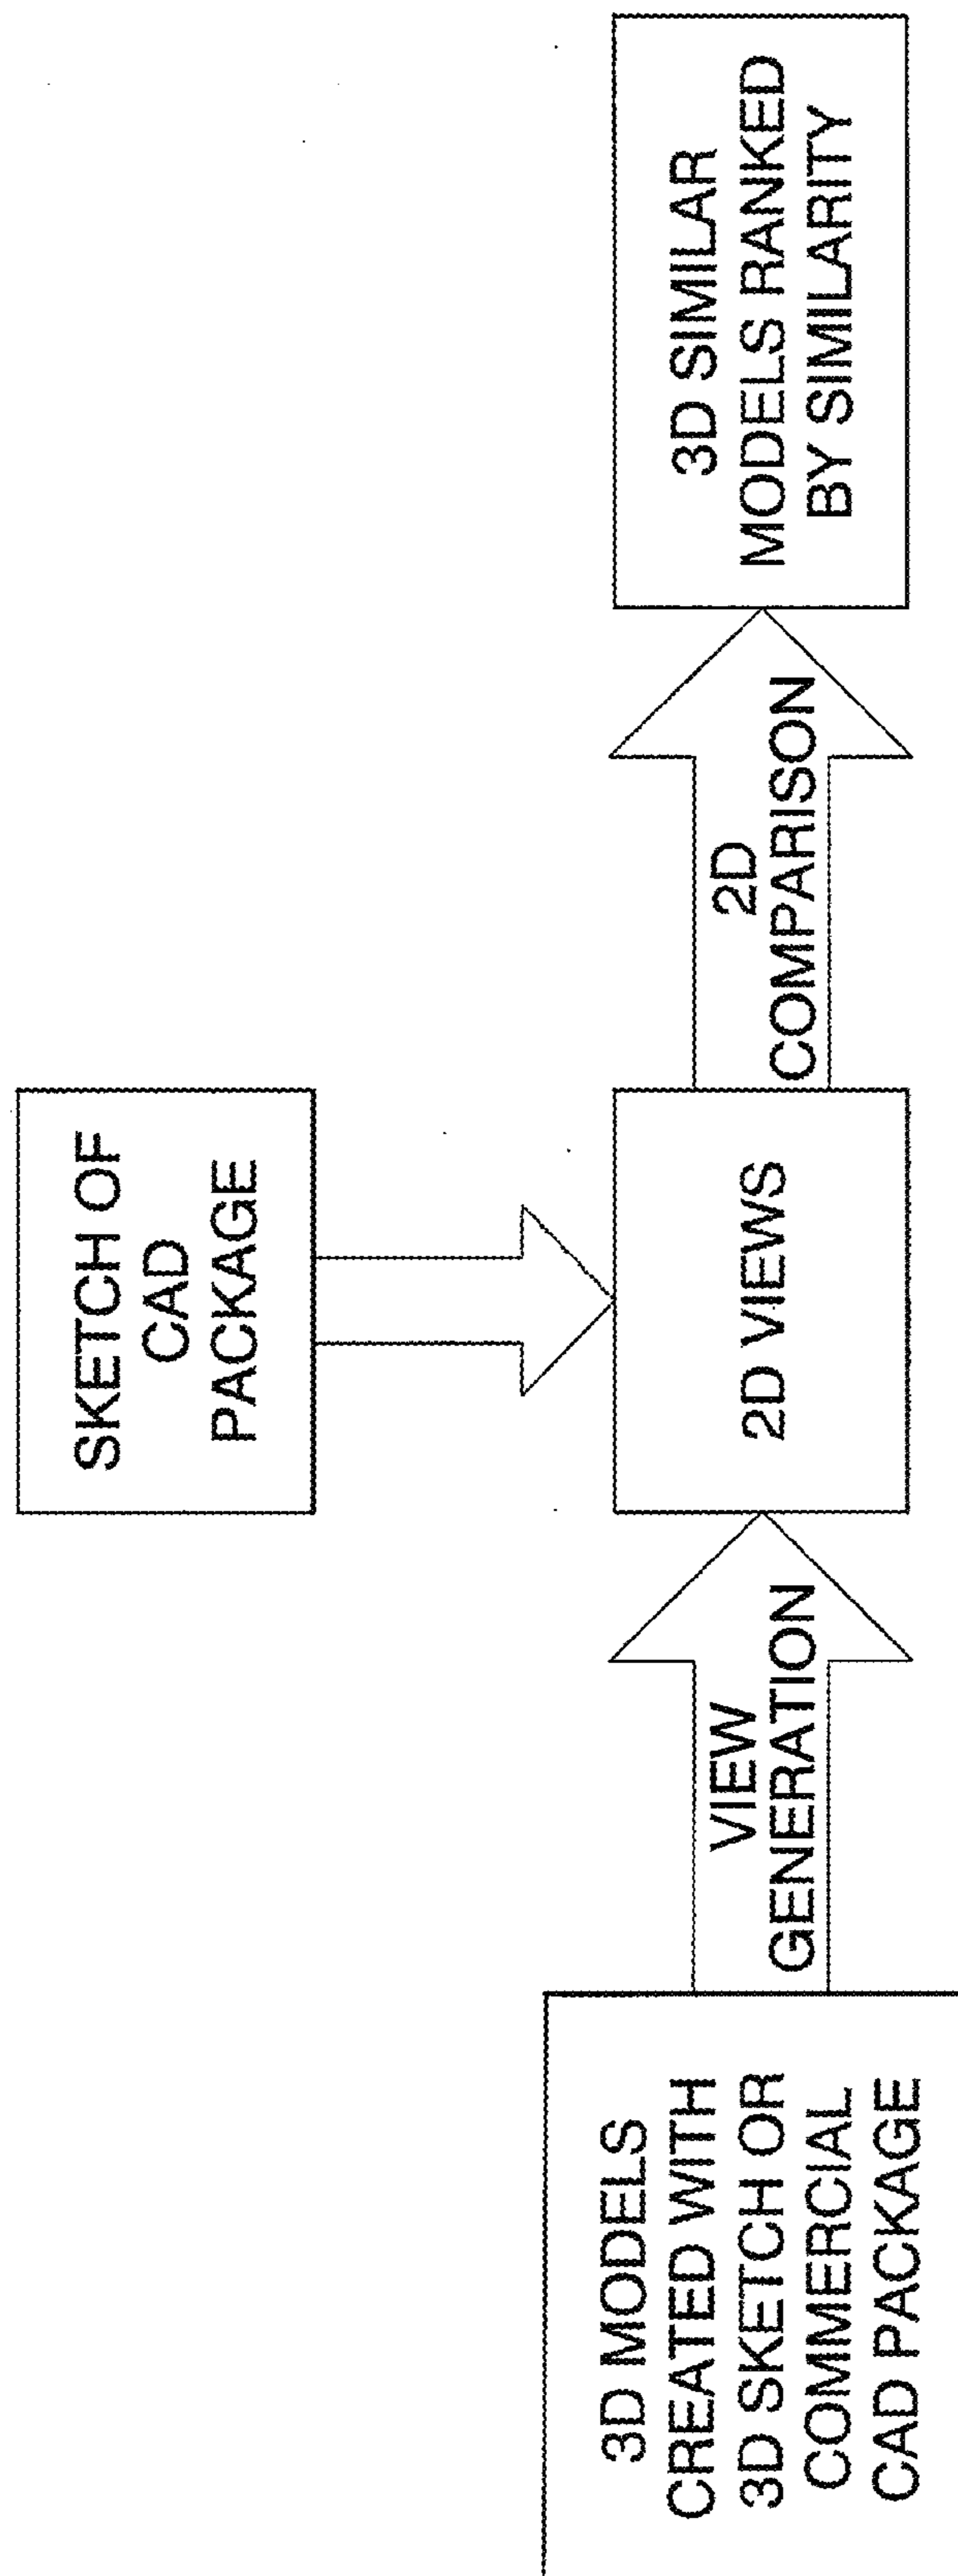 SKETCH OF
CAD
PACKAGE
3D MODELS
CREATED WITH
3D SKETCH OR
COMMERCIAL
CAD PACKAGE
VIEW
GENERATION
2D VIEWS
2D
COMPARISON
3D SIMILAR
MODELS RANKED
BY SIMILARITY